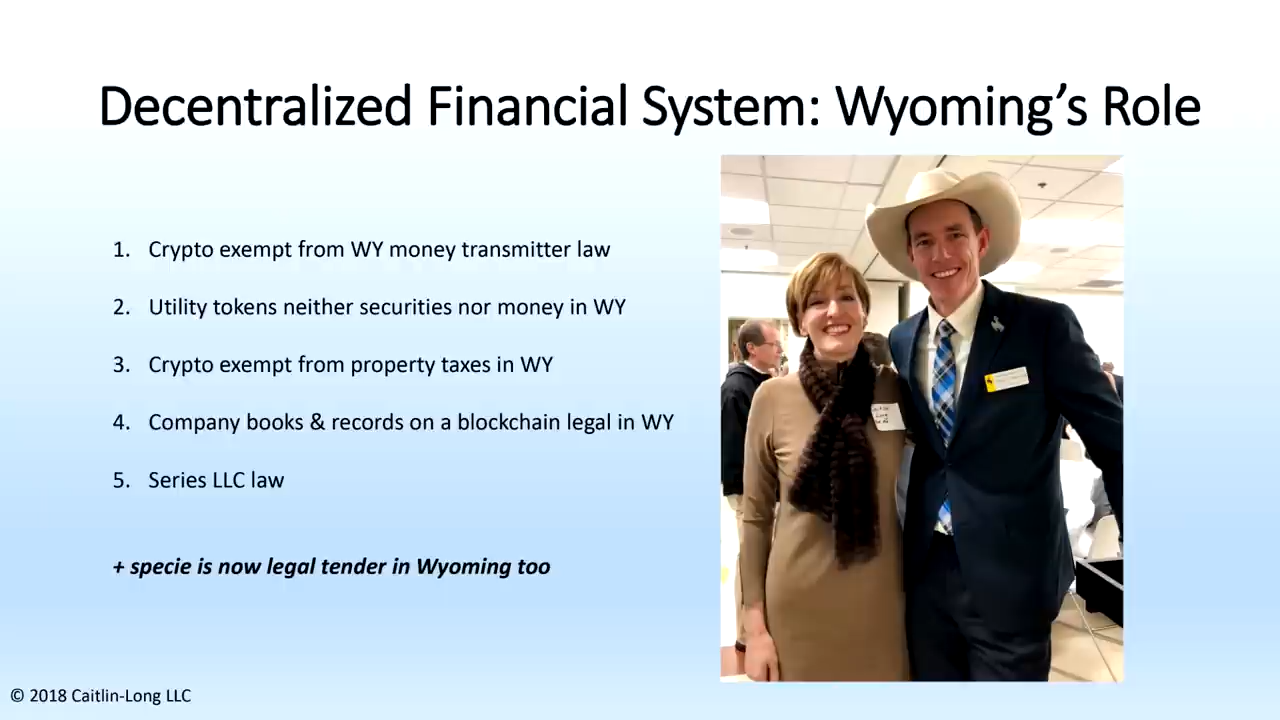 Decentralized Financial System: Wyoming's Role
1. Crypto exempt from WY money transmitter law
2. Utility tokens neither securities nor money in WY
3. Crypto exempt from property taxes in WY
4. Company books & records on a blockchain legal in WY
5. Series LLC law
+ specie is now legal tender in Wyoming too
© 2018 Caitlin-Long LLC